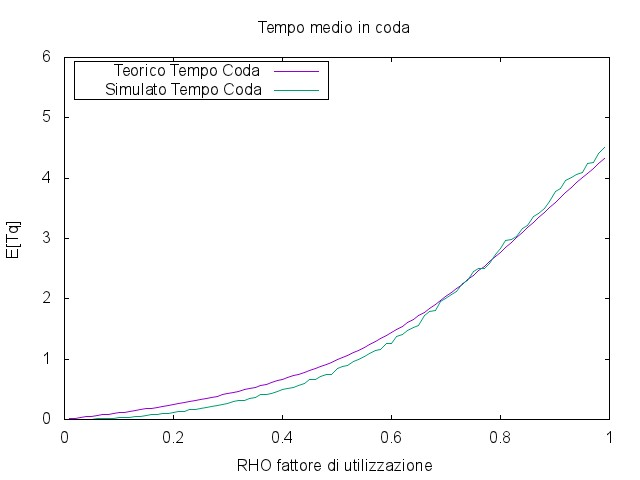 Tempo medio in coda
6
Teorico Tempo Coda
Simulato Tempo Coda
5
4
3
2
1
0
E[Tq]
0 0.2 0.4 0.6 0.8 1
RHO fattore di utilizzazione